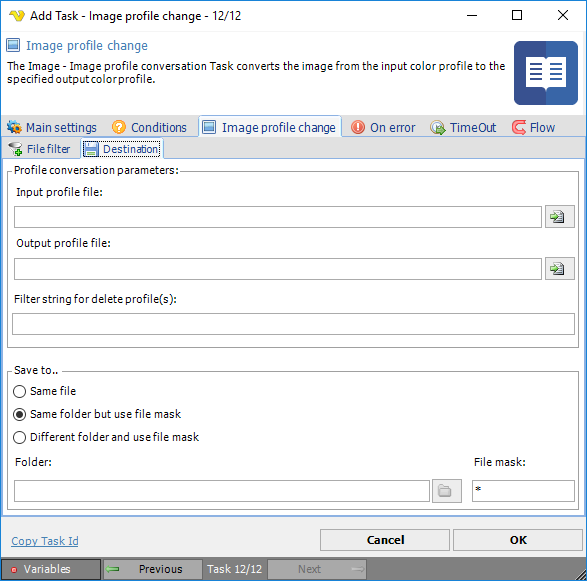 Add Task - Image profile change - 12/12
Image profile change
The Image - Image profile conversation Task converts the image from the input color profile to the
specified output color profile.
Main settings Conditions Image profile change On error TimeOut Flow
File filter Destination
Profile conversation parameters:
Input profile file:
Output profile file:
Filter string for delete profile(s):
Save to..
Same file
Same folder but use file mask
Different folder and use file mask
Folder: File mask:
*
Copy Task Id Cancel OK
Variables Previous Task 12/12 Next